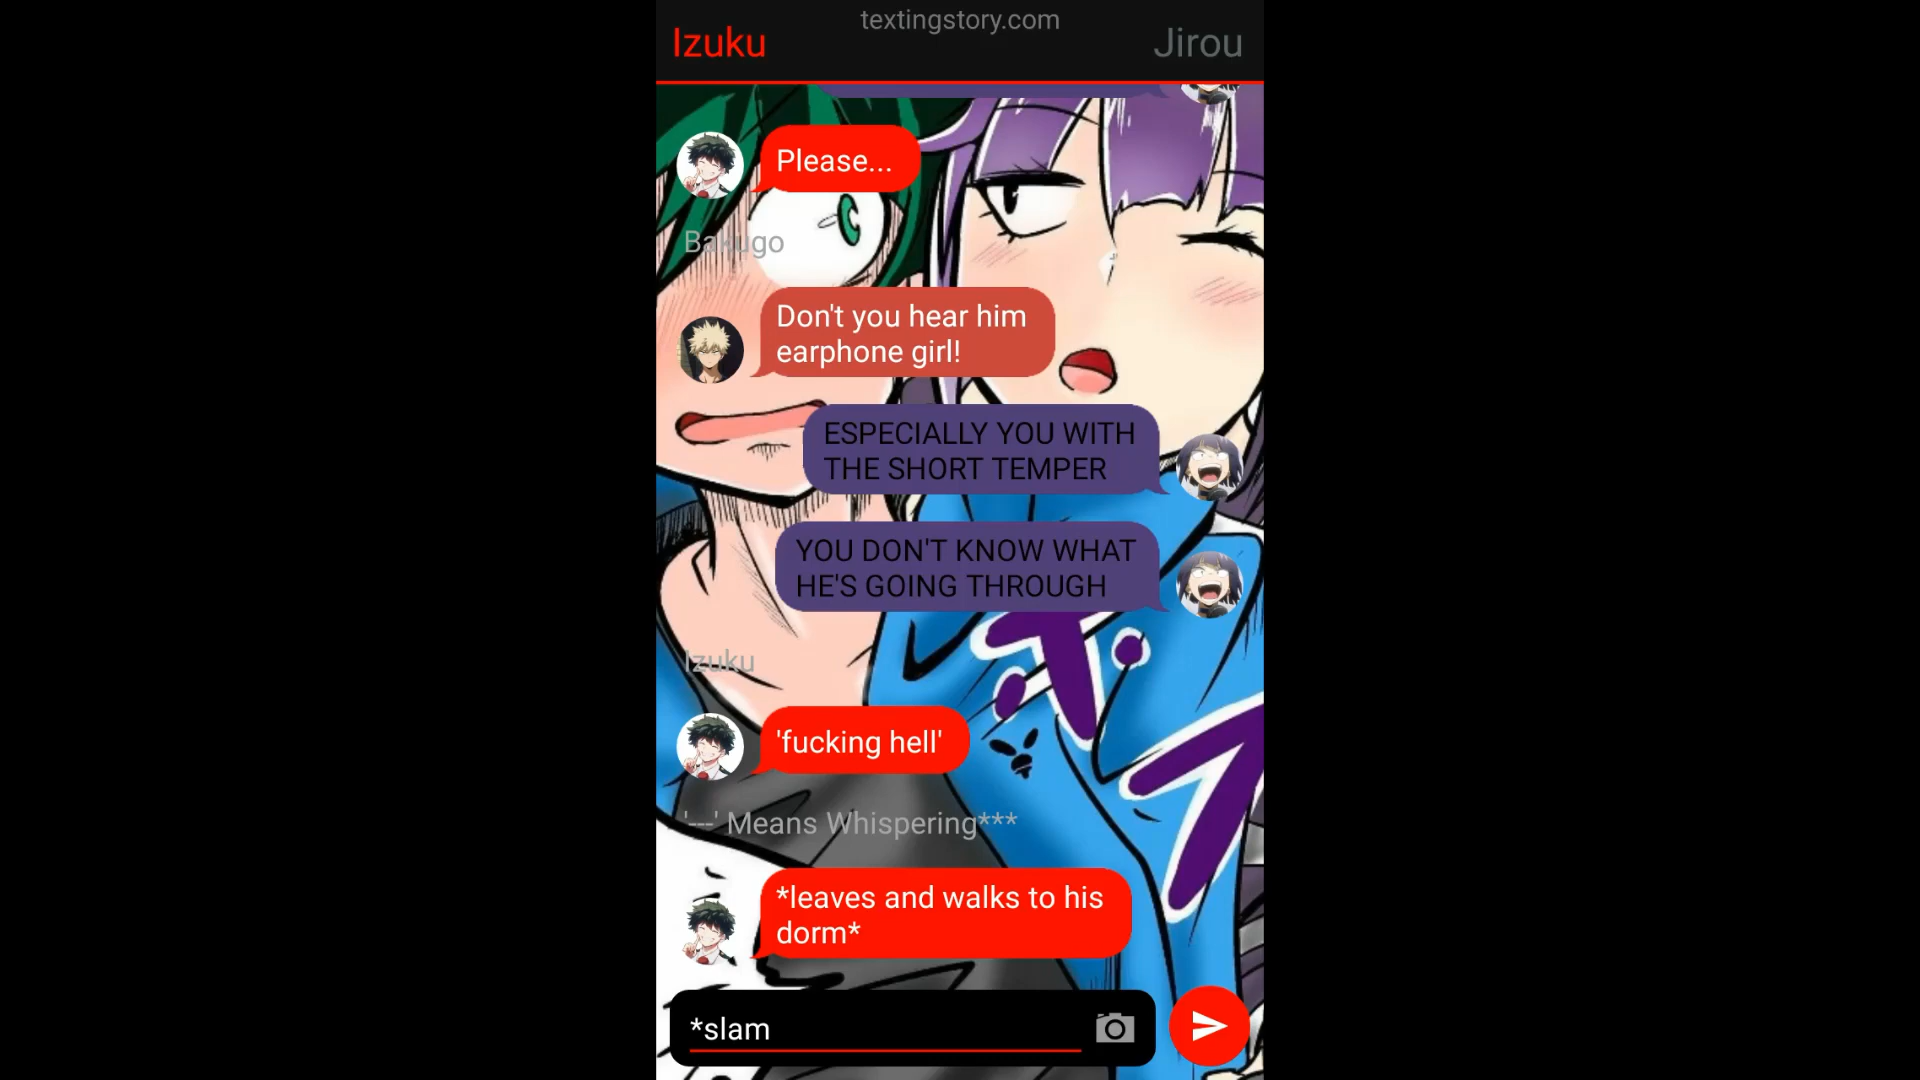 textingstory.com
Izuku
Jirou
Please...
Bakugo
Don't you hear him
earphone girl!
ESPECIALLY YOU WITH
THE SHORT TEMPER
YOU DON'T KNOW WHAT
HE'S GOING THROUGH
Izuku
'fucking hell'
'---' Means Whispering***
*leaves and walks to his
dorm*
*slam